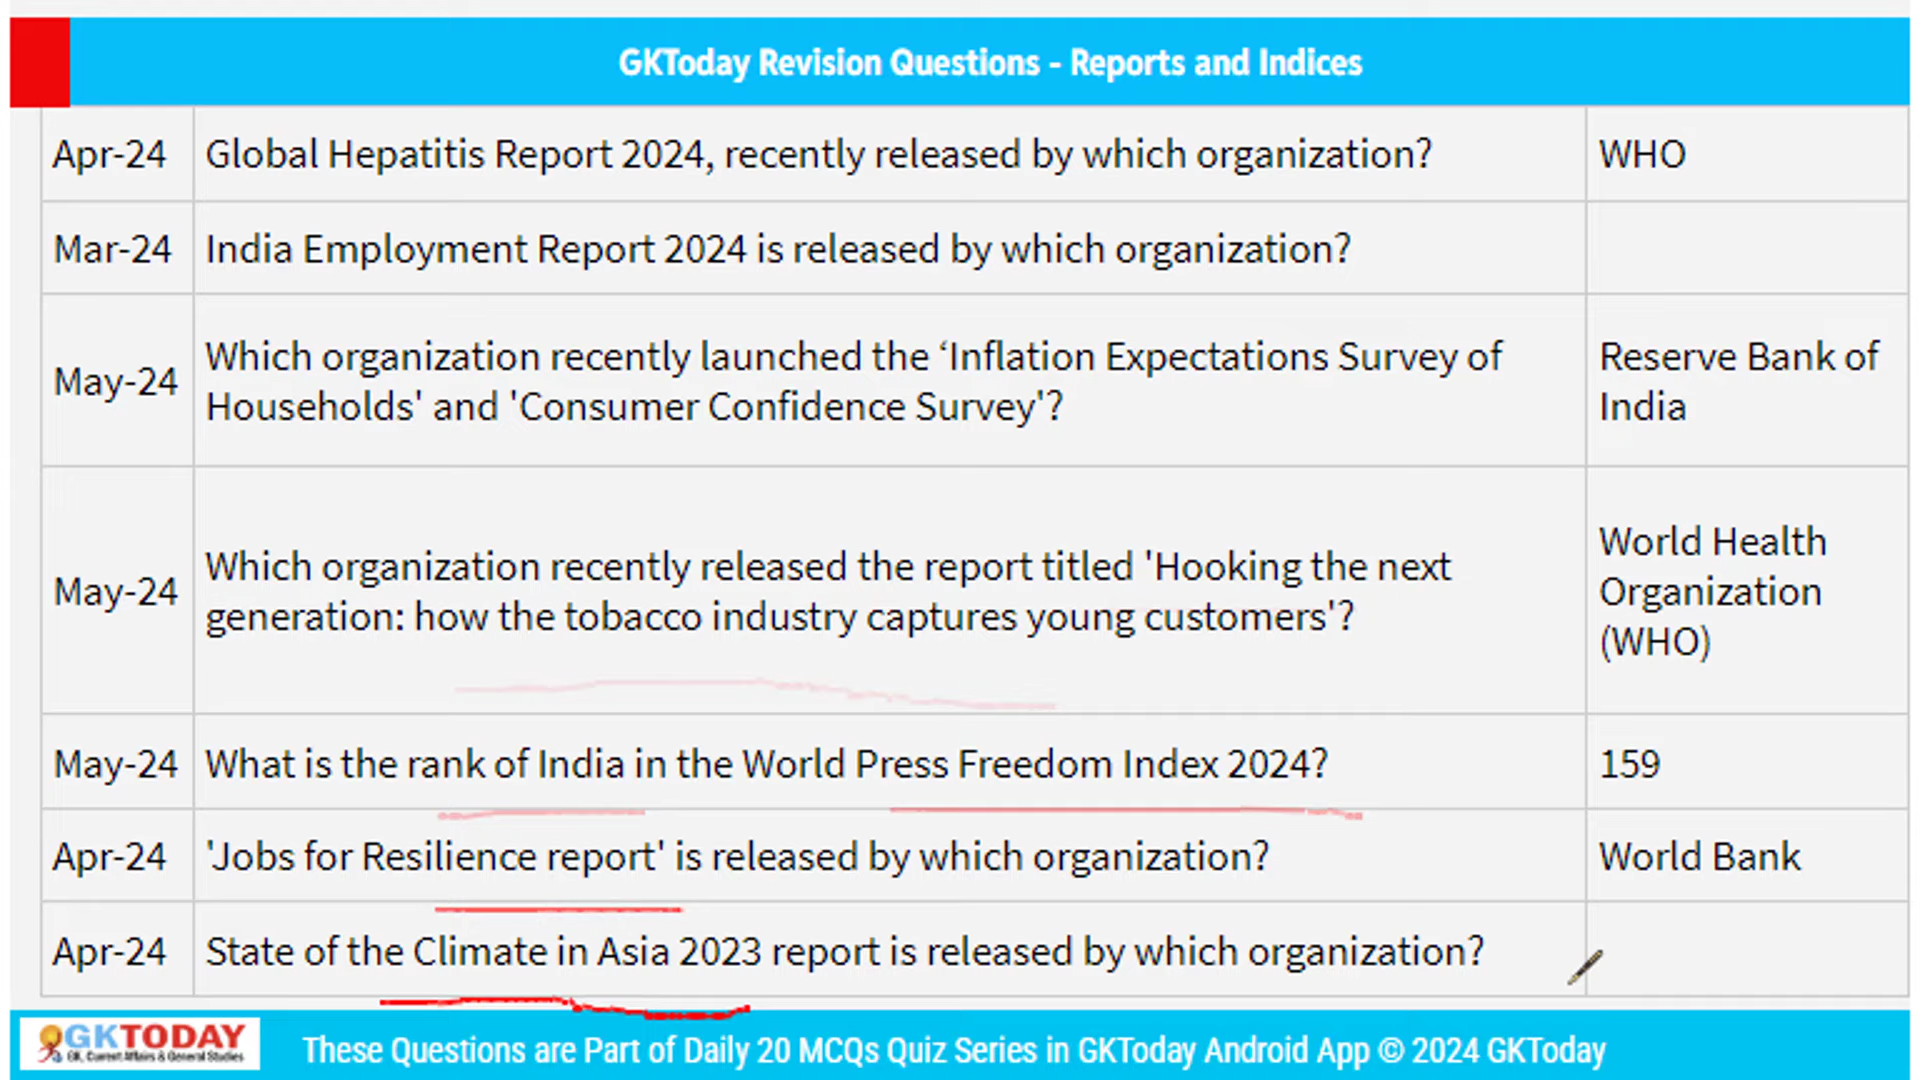 GKToday Revision Questions - Reports and Indices
Apr-24 Global Hepatitis Report 2024, recently released by which organization? WHO
Mar-24 India Employment Report 2024 is released by which organization?
May-24 Which organization recently launched the ‘Inflation Expectations Survey of Households' and 'Consumer Confidence Survey'? Reserve Bank of India
May-24 Which organization recently released the report titled 'Hooking the next generation: how the tobacco industry captures young customers'? World Health Organization (WHO)
May-24 What is the rank of India in the World Press Freedom Index 2024? 159
Apr-24 'Jobs for Resilience report' is released by which organization? World Bank
Apr-24 State of the Climate in Asia 2023 report is released by which organization?
GKTODAY
GK, Current Affairs & General Studies
These Questions are Part of Daily 20 MCQs Quiz Series in GKToday Android App © 2024 GKToday